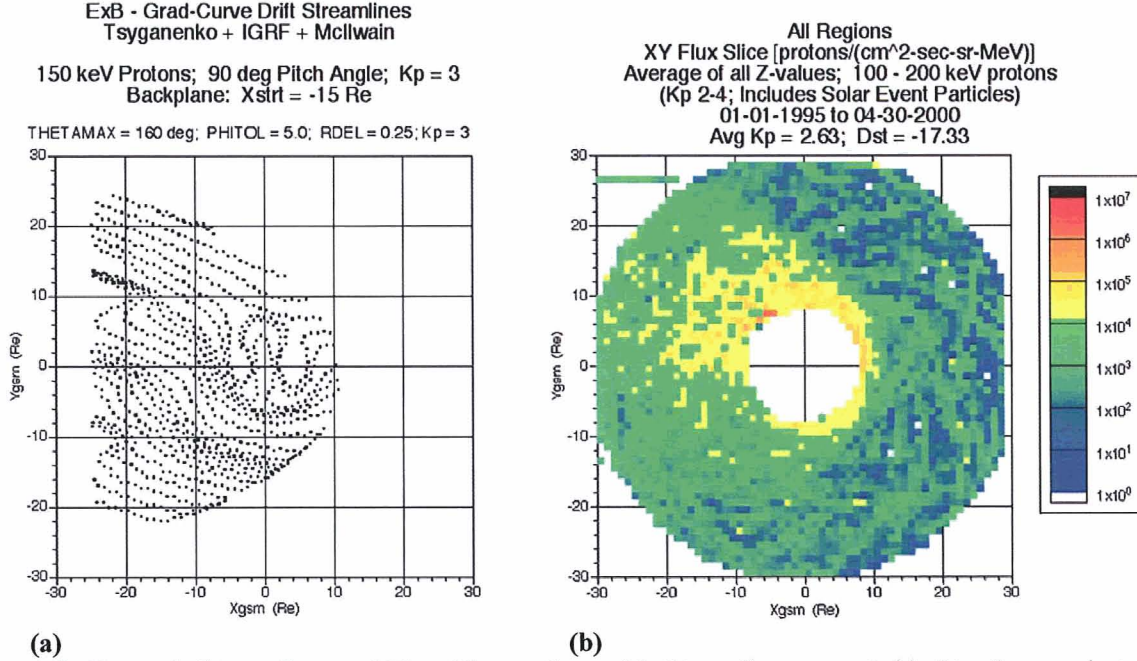 ExB - Grad-Curve Drift Streamlines
Tsyganenko + IGRF + McIlwain
150 keV Protons; 90 deg Pitch Angle; Kp = 3
Backplane: Xstrt = -15 Re
THETAMAX = 160 deg; PHITOL = 5.0; RDEL = 0.25; Kp = 3
30
20
10
0
-10
-20
-30
Ygsm (Re)
-30 -20 -10 0 10 20 30
Xgsm (Re)
(a)
All Regions
XY Flux Slice [protons/(cm^2-sec-sr-MeV)]
Average of all Z-values; 100 - 200 keV protons
(Kp 2-4; Includes Solar Event Particles)
01-01-1995 to 04-30-2000
Avg Kp = 2.63; Dst = -17.33
30
20
10
0
-10
-20
-30
Ygsm (Re)
-30 -20 -10 0 10 20 30
Xgsm (Re)
(b)
1x10^7
1x10^6
1x10^5
1x10^4
1x10^3
1x10^2
1x10^1
1x10^0